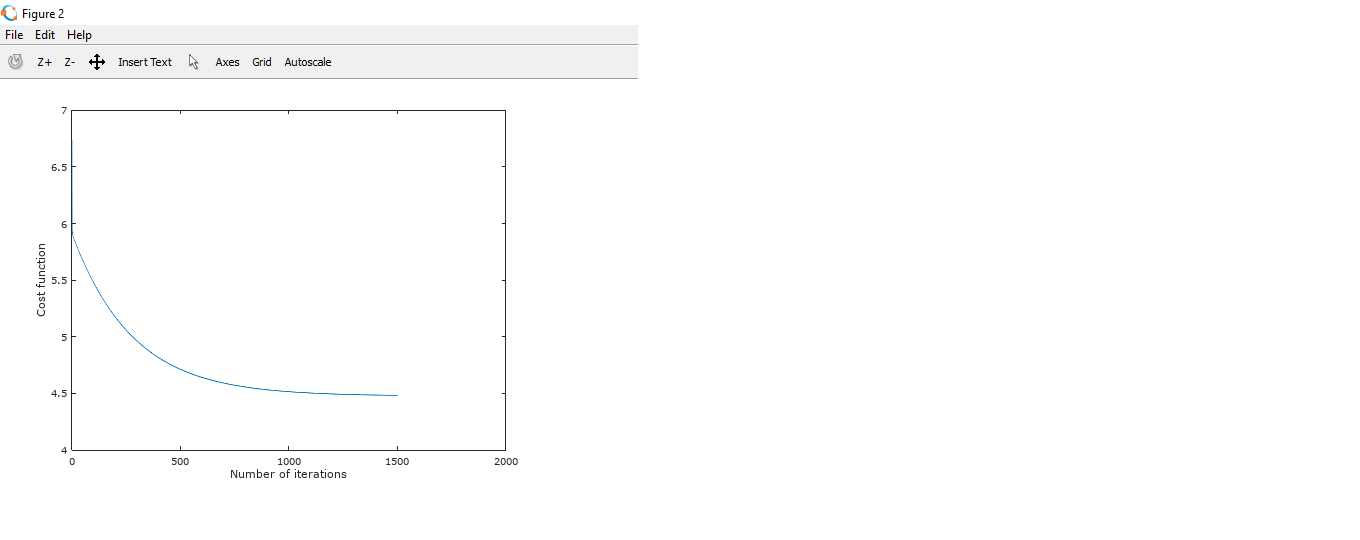 Figure 2
File Edit Help
Z+ Z- Insert Text Axes Grid Autoscale
7
6.5
6
5.5
5
4.5
4
Cost function
0 500 1000 1500 2000
Number of iterations